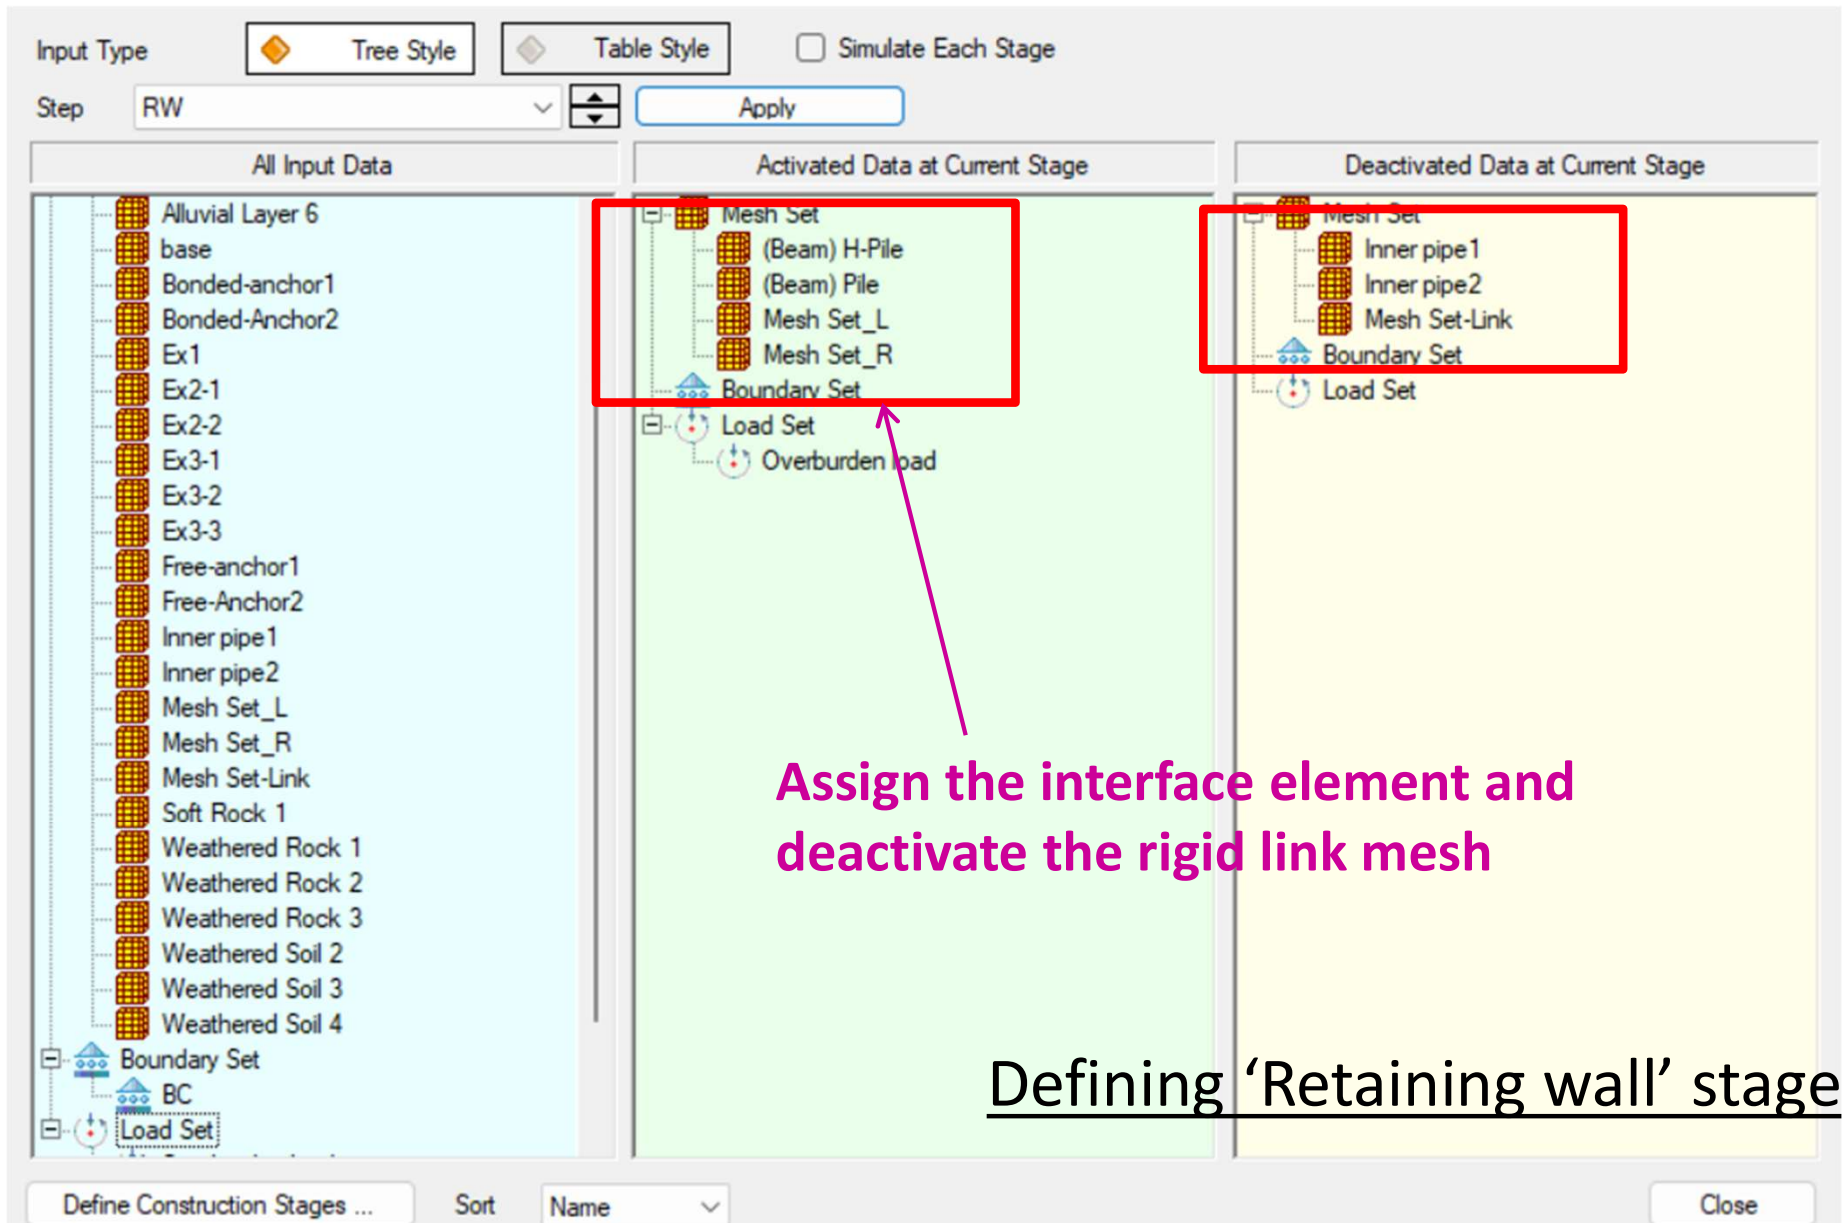 Input Type
Tree Style
Table Style
Simulate Each Stage
Step
RW
Apply
All Input Data
Alluvial Layer 6
base
Bonded-anchor1
Bonded-Anchor2
Ex1
Ex2-1
Ex2-2
Ex3-1
Ex3-2
Ex3-3
Free-anchor1
Free-Anchor2
Inner pipe1
Inner pipe2
Mesh Set_L
Mesh Set_R
Mesh Set-Link
Soft Rock 1
Weathered Rock 1
Weathered Rock 2
Weathered Rock 3
Weathered Soil 2
Weathered Soil 3
Weathered Soil 4
Boundary Set
BC
Load Set
Activated Data at Current Stage
Mesh Set
(Beam) H-Pile
(Beam) Pile
Mesh Set_L
Mesh Set_R
Boundary Set
Load Set
Overburden load
Deactivated Data at Current Stage
Mesh Set
Inner pipe1
Inner pipe2
Mesh Set-Link
Boundary Set
Load Set
Assign the interface element and
deactivate the rigid link mesh
Defining ‘Retaining wall’ stage
Define Construction Stages ...
Sort
Name
Close